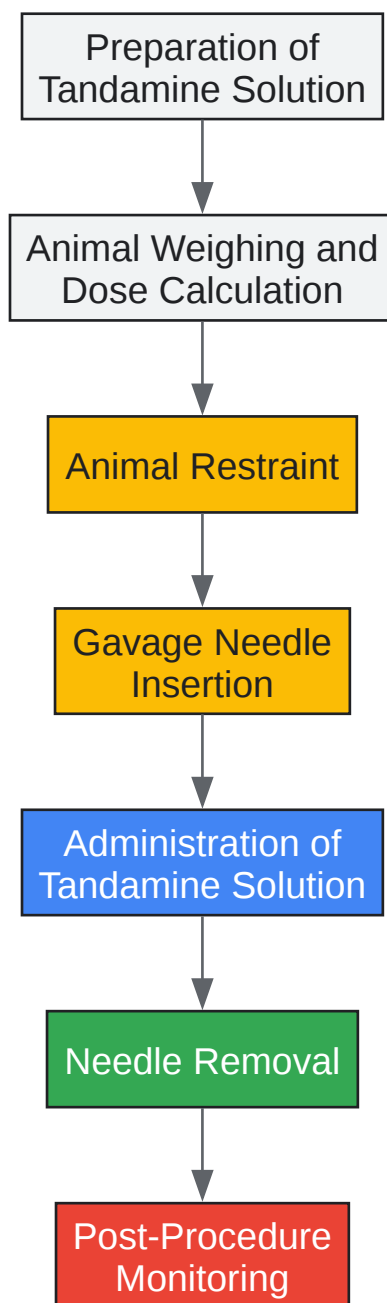 Preparation of
Tandamine Solution
Animal Weighing and
Dose Calculation
Animal Restraint
Gavage Needle
Insertion
Administration of
Tandamine Solution
Needle Removal
Post-Procedure
Monitoring